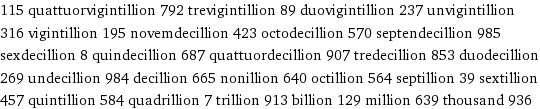 115 quattuorvigintillion 792 trevigintillion 89 duovigintillion 237 unvigintillion
316 vigintillion 195 novemdecillion 423 octodecillion 570 septendecillion 985
sexdecillion 8 quindecillion 687 quattuordecillion 907 tredecillion 853 duodecillion
269 undecillion 984 decillion 665 nonillion 640 octillion 564 septillion 39 sextillion
457 quintillion 584 quadrillion 7 trillion 913 billion 129 million 639 thousand 936